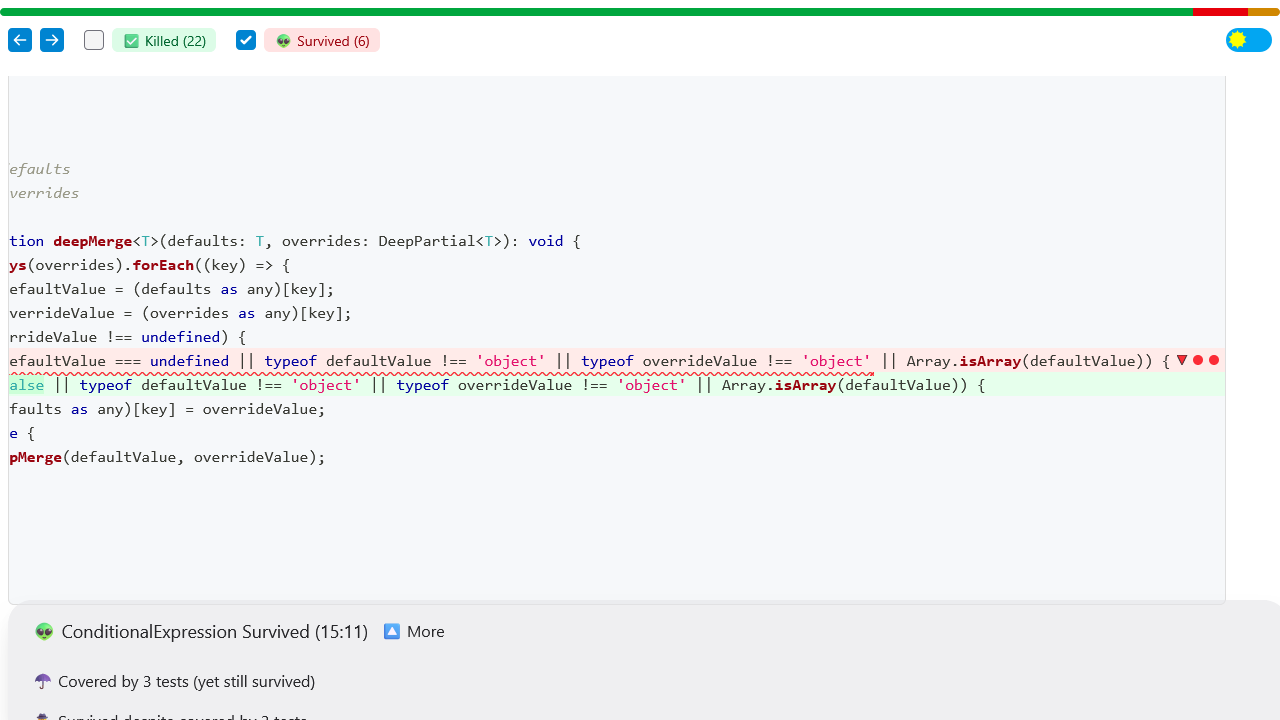 Killed (22)
Survived (6)
efaults
verrides
tion deepMerge<T>(defaults: T, overrides: DeepPartial<T>): void {
ys(overrides).forEach((key) => {
efaultValue = (defaults as any)[key];
verrideValue = (overrides as any)[key];
rrideValue !== undefined) {
efaultValue === undefined || typeof defaultValue !== 'object' || typeof overrideValue !== 'object' || Array.isArray(defaultValue)) {
alse || typeof defaultValue !== 'object' || typeof overrideValue !== 'object' || Array.isArray(defaultValue)) {
faults as any)[key] = overrideValue;
e {
pMerge(defaultValue, overrideValue);
ConditionalExpression Survived (15:11) More
Covered by 3 tests (yet still survived)
Survived despite covered by 3 tests